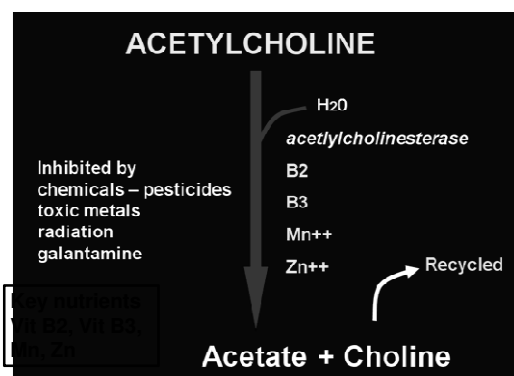 ACETYLCHOLINE
H20
acetlylcholinesterase
B2
B3
Mn++
Zn++
Inhibited by
chemicals – pesticides
toxic metals
radiation
galantamine
Recycled
Key nutrients
Vit B2, Vit B3,
Mn, Zn
Acetate + Choline